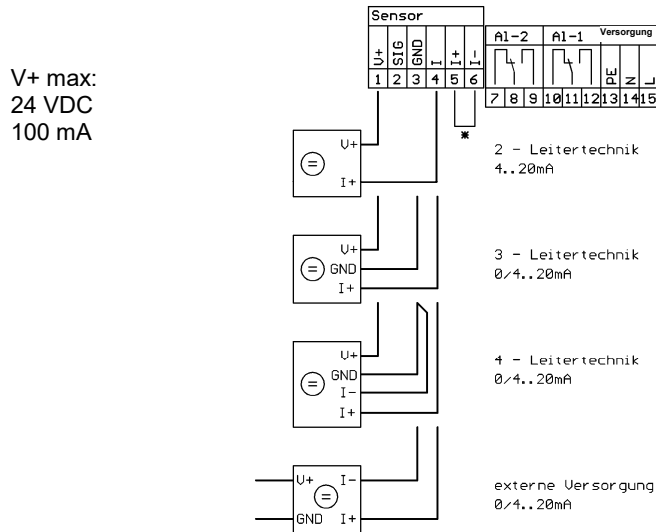 Sensor
V+ SIG GND I I+ I-
1 2 3 4 5 6
Al-2 Al-1 Versorgung
PE N L
7 8 9 10 11 12 13 14 15
*
V+ max:
24 VDC
100 mA
V+
I+
2 - Leitertechnik
4..20mA
V+
GND
I+
3 - Leitertechnik
0/4..20mA
V+
GND
I-
I+
4 - Leitertechnik
0/4..20mA
V+ I-
GND I+
externe Versorgung
0/4..20mA